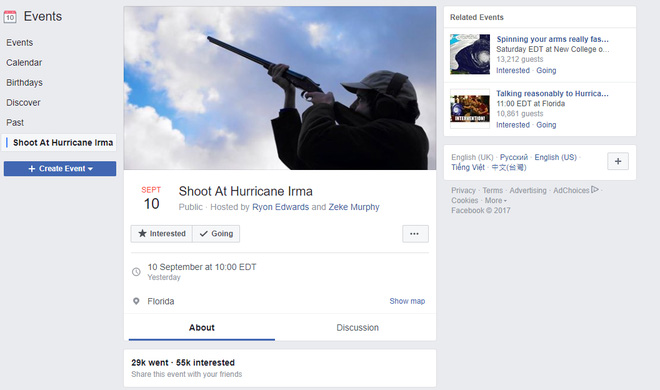 10
Events
Events
Calendar
Birthdays
Discover
Past
Shoot At Hurricane Irma
+ Create Event
SEPT
10
Shoot At Hurricane Irma
Public · Hosted by Ryon Edwards and Zeke Murphy
Interested
Going
...
10 September at 10:00 EDT
Yesterday
Florida
Show map
About
Discussion
29k went · 55k interested
Share this event with your friends
Related Events
Spinning your arms really fas...
Saturday EDT at New College o...
13,212 guests
Interested · Going
INTERVENTION!
Talking reasonably to Hurrica...
11:00 EDT at Florida
10,861 guests
Interested · Going
English (UK) · Русский · English (US) ·
Tiếng Việt · 中文(台灣)
+
Privacy · Terms · Advertising · AdChoices ·
Cookies · More
Facebook © 2017